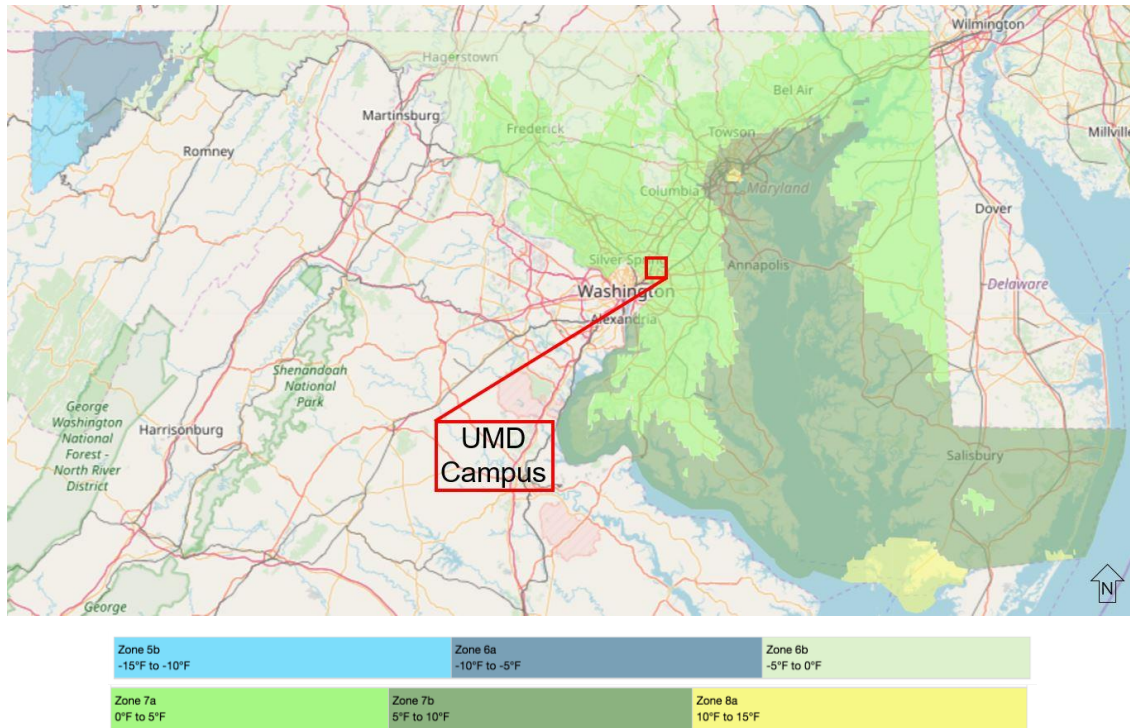 Wilmington
Hagerstown
Bel Air
Martinsburg
Frederick
Towson
Millville
Romney
Columbia
Maryland
Dover
Silver Spring
Annapolis
Washington
Delaware
Alexandria
Shenandoah
National
Park
George
Washington
National
Forest -
North River
District
Harrisonburg
UMD
Campus
Salisbury
George
N
Zone 5b
-15°F to -10°F
Zone 6a
-10°F to -5°F
Zone 6b
-5°F to 0°F
Zone 7a
0°F to 5°F
Zone 7b
5°F to 10°F
Zone 8a
10°F to 15°F